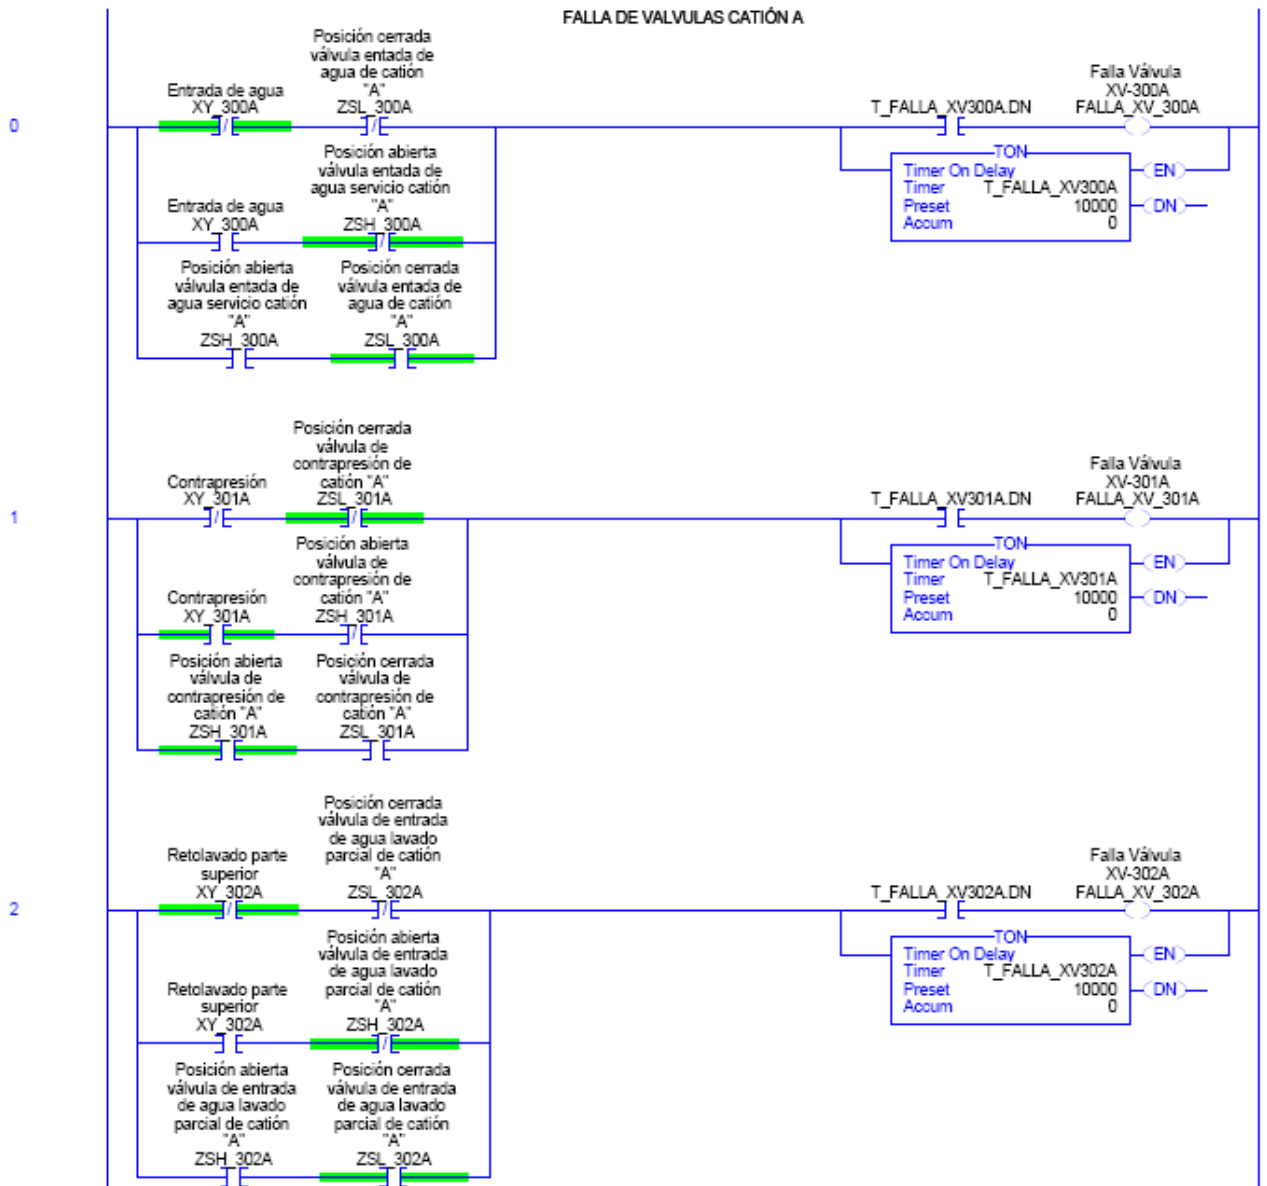 FALLA DE VALVULAS CATIÓN A
Posición cerrada
válvula entada de
agua de catión
"A"
Entrada de agua
XY_300A
ZSL_300A
Falla Válvula
XV-300A
T_FALLA_XV300A.DN
FALLA_XV_300A
0
Posición abierta
válvula entada de
agua servicio catión
"A"
Entrada de agua
XY_300A
ZSH_300A
TON
Timer On Delay
Timer T_FALLA_XV300A
Preset 10000
Accum 0
EN
DN
Posición abierta
válvula entada de
agua servicio catión
"A"
ZSH_300A
Posición cerrada
válvula entada de
agua de catión
"A"
ZSL_300A
Posición cerrada
válvula de
contrapresión de
catión "A"
Contrapresión
XY_301A
ZSL_301A
Falla Válvula
XV-301A
T_FALLA_XV301A.DN
FALLA_XV_301A
1
Posición abierta
válvula de
contrapresión de
catión "A"
Contrapresión
XY_301A
ZSH_301A
TON
Timer On Delay
Timer T_FALLA_XV301A
Preset 10000
Accum 0
EN
DN
Posición abierta
válvula de
contrapresión de
catión "A"
ZSH_301A
Posición cerrada
válvula de
contrapresión de
catión "A"
ZSL_301A
Posición cerrada
válvula de entrada
de agua lavado
parcial de catión
"A"
Retolavado parte
superior
XY_302A
ZSL_302A
Falla Válvula
XV-302A
T_FALLA_XV302A.DN
FALLA_XV_302A
2
Posición abierta
válvula de entrada
de agua lavado
parcial de catión
"A"
Retolavado parte
superior
XY_302A
ZSH_302A
TON
Timer On Delay
Timer T_FALLA_XV302A
Preset 10000
Accum 0
EN
DN
Posición abierta
válvula de entrada
de agua lavado
parcial de catión
"A"
ZSH_302A
Posición cerrada
válvula de entrada
de agua lavado
parcial de catión
"A"
ZSL_302A